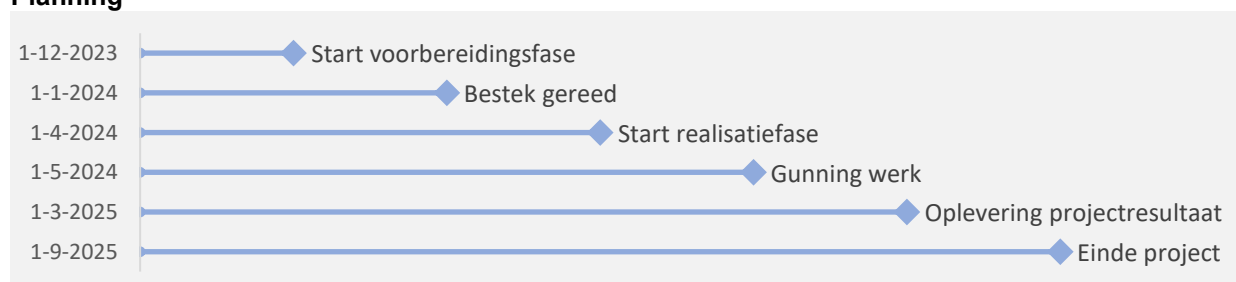 Planning
1-12-2023 Start voorbereidingsfase
1-1-2024 Bestek gereed
1-4-2024 Start realisatiefase
1-5-2024 Gunning werk
1-3-2025 Oplevering projectresultaat
1-9-2025 Einde project